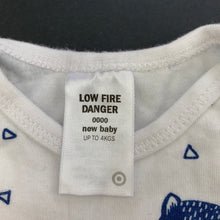 LOW FIRE
DANGER
0000
new baby
UP TO 4KGS